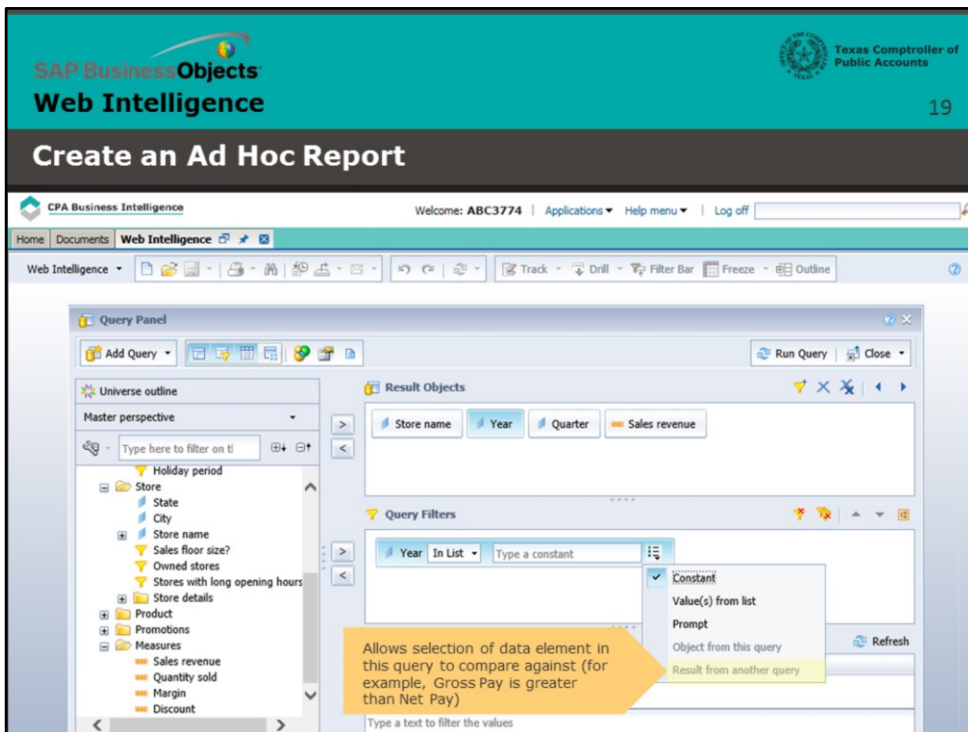 SAP BusinessObjects
Web Intelligence
Texas Comptroller of
Public Accounts
19
Create an Ad Hoc Report
CPA Business Intelligence
Welcome: ABC3774 | Applications Help menu | Log off
Home Documents Web Intelligence
Web Intelligence Track Drill Filter Bar Freeze Outline
Query Panel
Add Query Run Query Close
Universe outline
Master perspective
Type here to filter on t
Holiday period
Store
State
City
Store name
Sales floor size?
Owned stores
Stores with long opening hours
Store details
Product
Promotions
Measures
Sales revenue
Quantity sold
Margin
Discount
Result Objects
Store name Year Quarter Sales revenue
Query Filters
Year In List Type a constant
Constant
Value(s) from list
Prompt
Object from this query
Result from another query
Refresh
Allows selection of data element in
this query to compare against (for
example, Gross Pay is greater
than Net Pay)
Type a text to filter the values